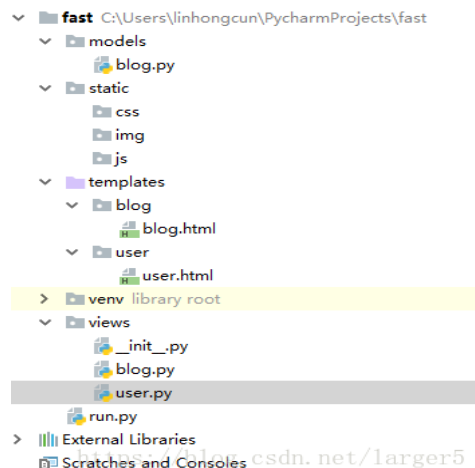 fast C:\Users\linhongcun\PycharmProjects\fast
models
blog.py
static
css
img
js
templates
blog
blog.html
user
user.html
venv library root
views
__init__.py
blog.py
user.py
run.py
External Libraries
Scratches and Consoles
https://blog.csdn.net/larger5